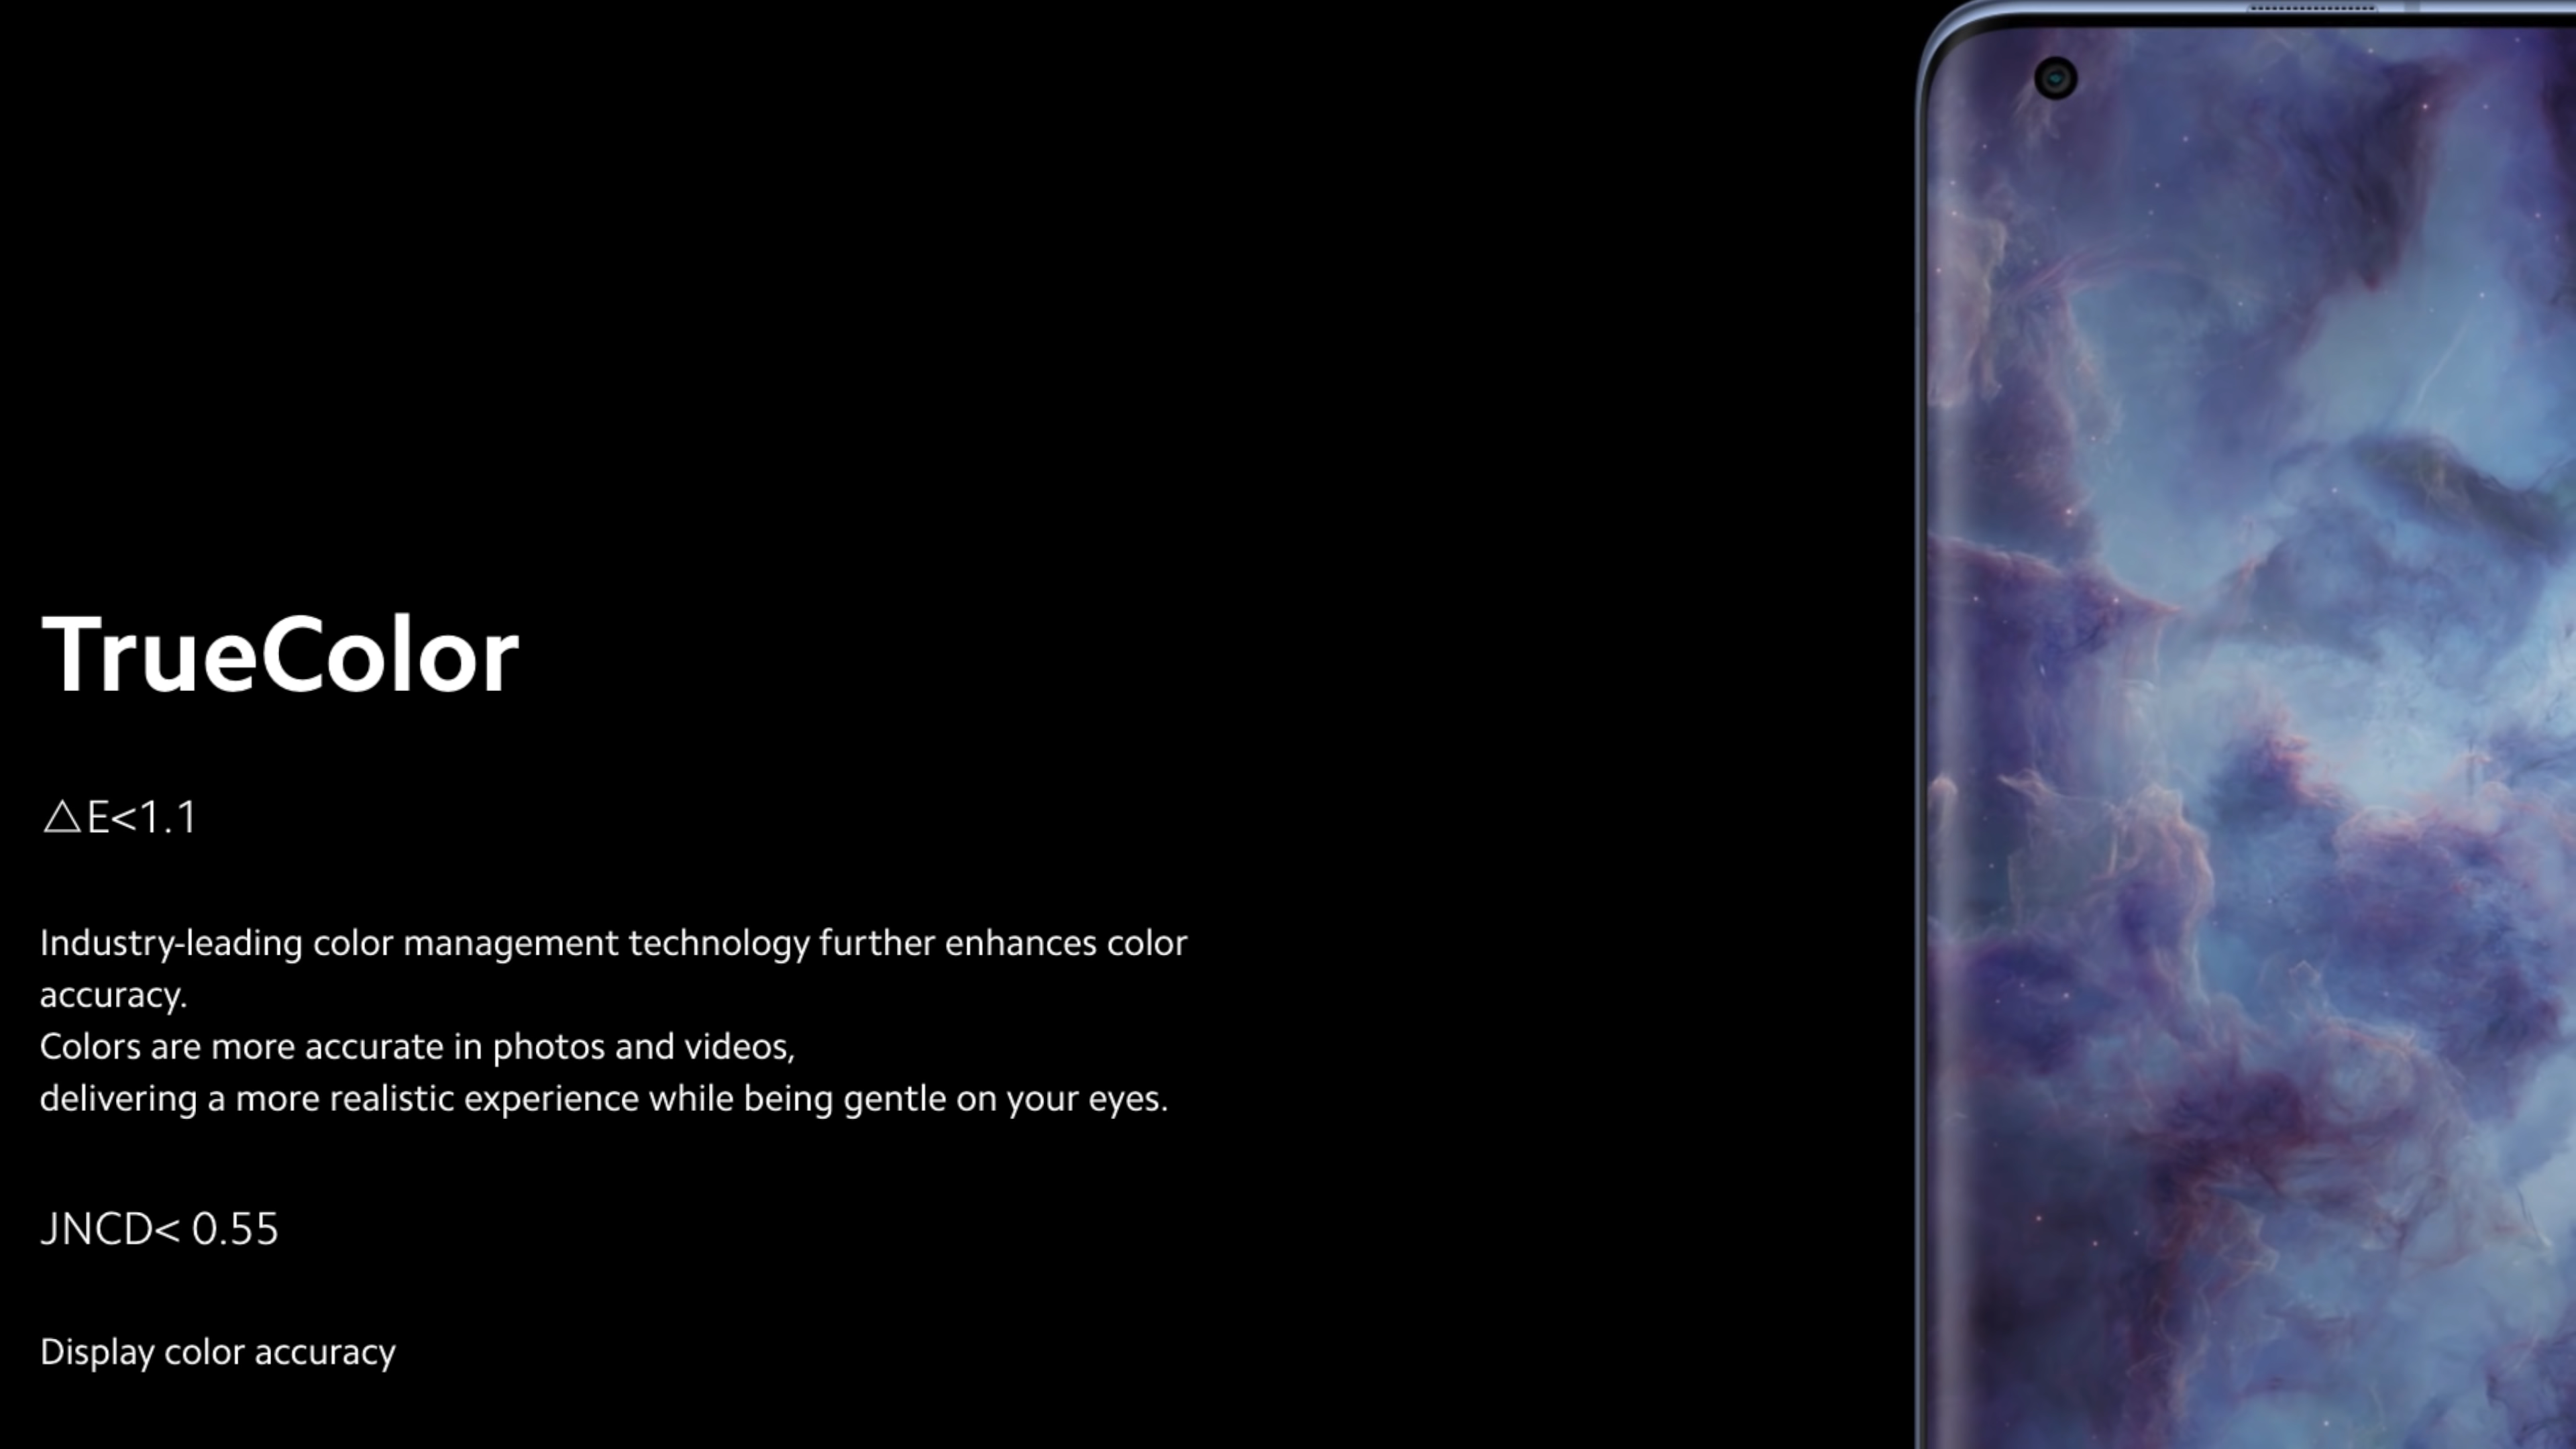 TrueColor
△E<1.1
Industry-leading color management technology further enhances color
accuracy.
Colors are more accurate in photos and videos,
delivering a more realistic experience while being gentle on your eyes.
JNCD< 0.55
Display color accuracy